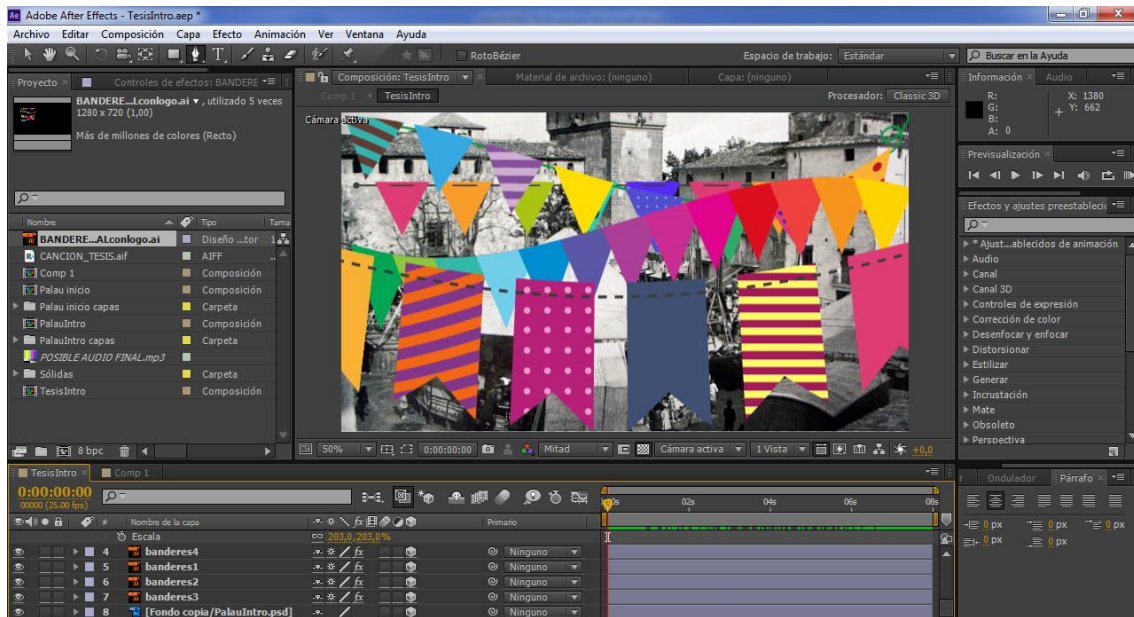 Adobe After Effects - TesisIntro.aep *
Archivo Editar Composición Capa Efecto Animación Ver Ventana Ayuda
RotoBézier
Espacio de trabajo: Estándar
Buscar en la Ayuda
Proyecto
Controles de efectos: BANDERE
Composición: TesisIntro
Material de archivo: (ninguno)
Capa: (ninguno)
Información
Audio
BANDERE...Lconlogo.ai , utilizado 5 veces
1280 x 720 (1,00)
Más de millones de colores (Recto)
Comp 1
TesisIntro
Procesador: Classic 3D
Cámara activa
R:
G:
B:
A: 0
X: 1380
Y: 662
Previsualización
Efectos y ajustes preestableci
Nombre
Tipo
Tama
BANDERE...ALconlogo.ai Diseño ...tor 1
CANCION_TESIS.aif AIFF ..
Comp 1 Composición
Palau inicio Composición
Palau inicio capas Carpeta
PalauIntro Composición
PalauIntro capas Carpeta
POSIBLE AUDIO FINAL.mp3
Sólidas Carpeta
TesisIntro Composición
* Ajust...ablecidos de animación
Audio
Canal
Canal 3D
Controles de expresión
Corrección de color
Desenfocar y enfocar
Distorsionar
Estilizar
Generar
Incrustación
Mate
Obsoleto
Perspectiva
8 bpc
50%
0:00:00:00
Mitad
Cámara activa
1 Vista
+0,0
TesisIntro
Comp 1
Ondulador
Párrafo
0:00:00:00
00000 (25.00 fps)
02s 04s 06s 08s
# Nombre de la capa
Primario
Escala 203,0,203,0%
4 banderes4 Ninguno
5 banderes1 Ninguno
6 banderes2 Ninguno
7 banderes3 Ninguno
8 [Fondo copia/PalauIntro.psd] Ninguno
0 px 0 px 0 px
0 px 0 px